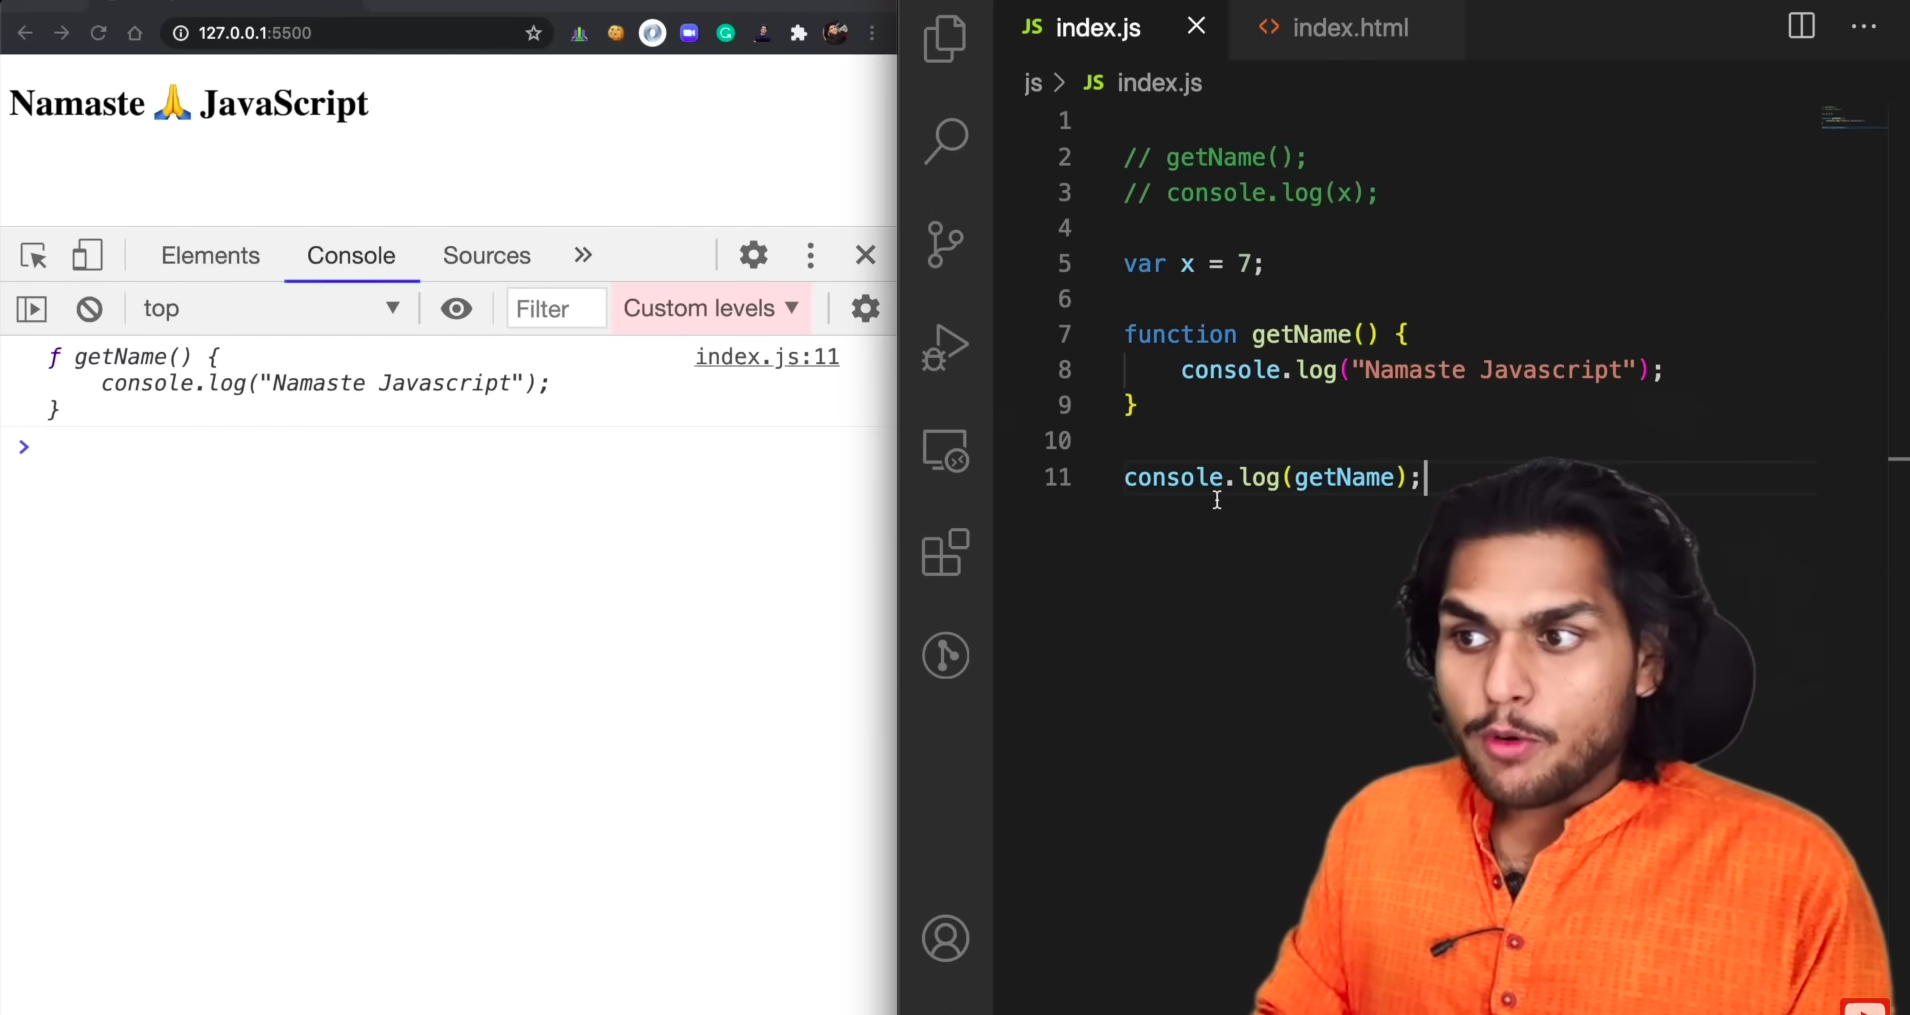 127.0.0.1:5500
Namaste 🙏 JavaScript
Elements Console Sources
top Filter Custom levels
f getName() { index.js:11
console.log("Namaste Javascript");
}
>
JS index.js index.html
js > JS index.js
1
2 // getName();
3 // console.log(x);
4
5 var x = 7;
6
7 function getName() {
8 console.log("Namaste Javascript");
9 }
10
11 console.log(getName);